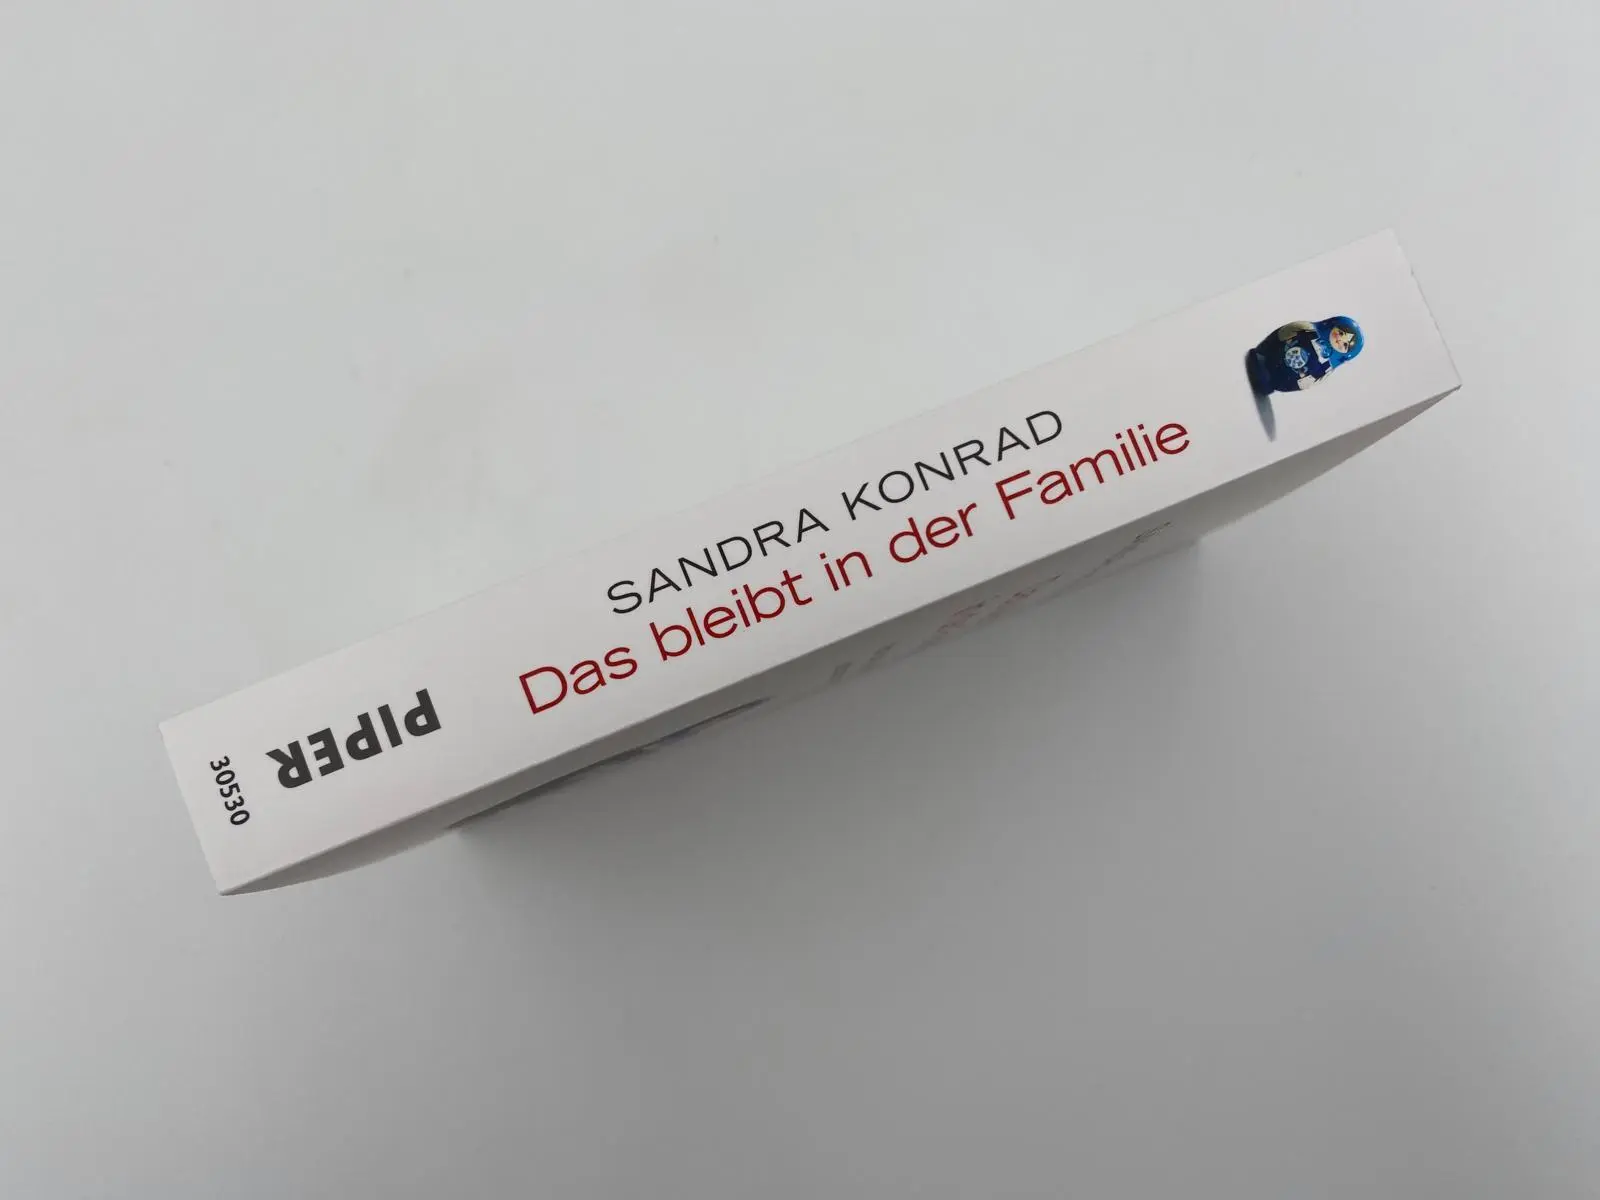 SANDRA KONRAD
Das bleibt in der Familie
PIPER
30530